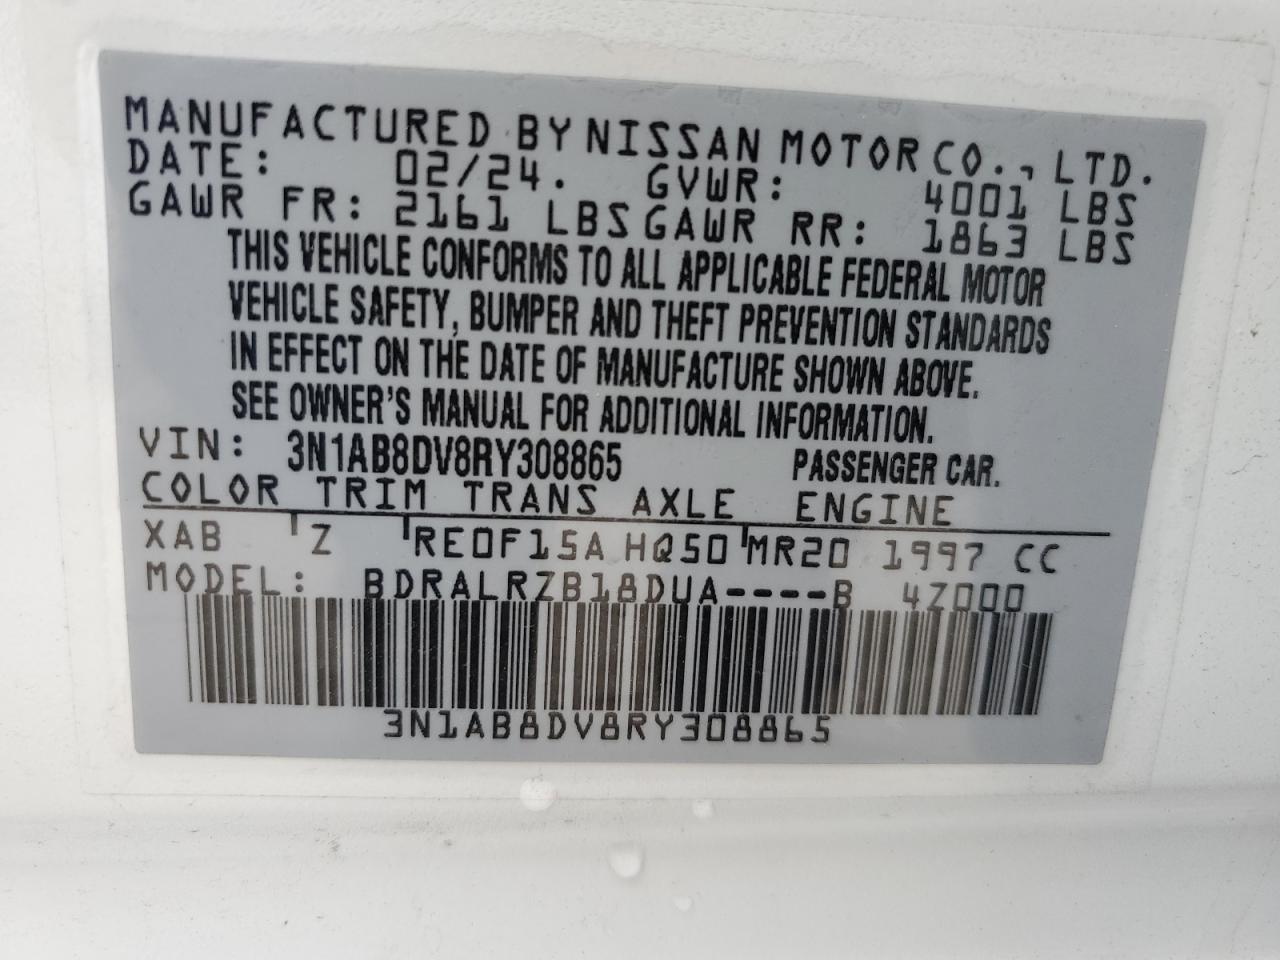 MANUFACTURED BY NISSAN MOTOR CO., LTD.
DATE: 02/24. GVWR: 4001 LBS
GAWR FR: 2161 LBS GAWR RR: 1863 LBS
THIS VEHICLE CONFORMS TO ALL APPLICABLE FEDERAL MOTOR
VEHICLE SAFETY, BUMPER AND THEFT PREVENTION STANDARDS
IN EFFECT ON THE DATE OF MANUFACTURE SHOWN ABOVE.
SEE OWNER'S MANUAL FOR ADDITIONAL INFORMATION.
VIN: 3N1AB8DV8RY308865 PASSENGER CAR.
COLOR TRIM TRANS AXLE ENGINE
XAB Z RE0F15A HQ50 MR20 1997 CC
MODEL: BDRALRZB18DUA----B 4Z000
3N1AB8DV8RY308865